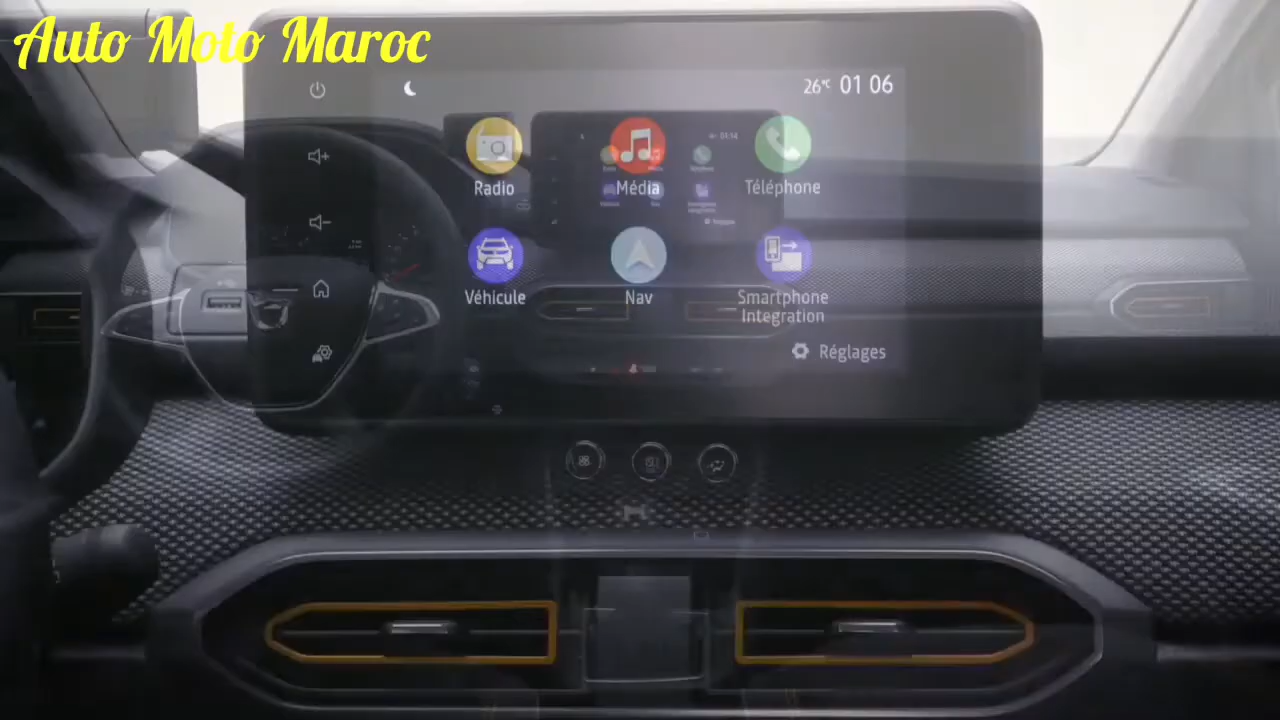 Auto Moto Maroc
26°C 01 06
Radio
Média
Téléphone
Véhicule
Nav
Smartphone
Integration
Réglages